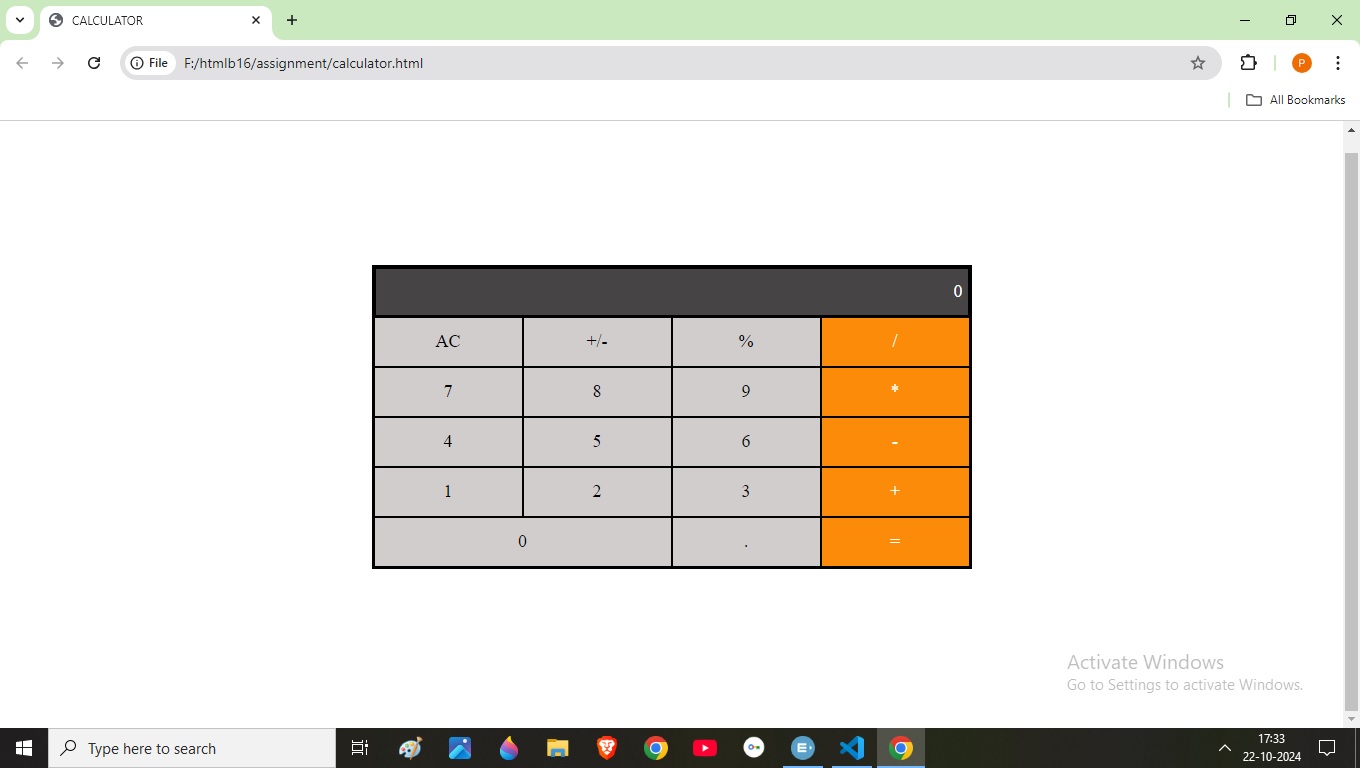 CALCULATOR
File F:/htmlb16/assignment/calculator.html P
All Bookmarks
0
AC +/- % /
7 8 9 *
4 5 6 -
1 2 3 +
0 . =
Activate Windows
Go to Settings to activate Windows.
Type here to search
17:33
22-10-2024